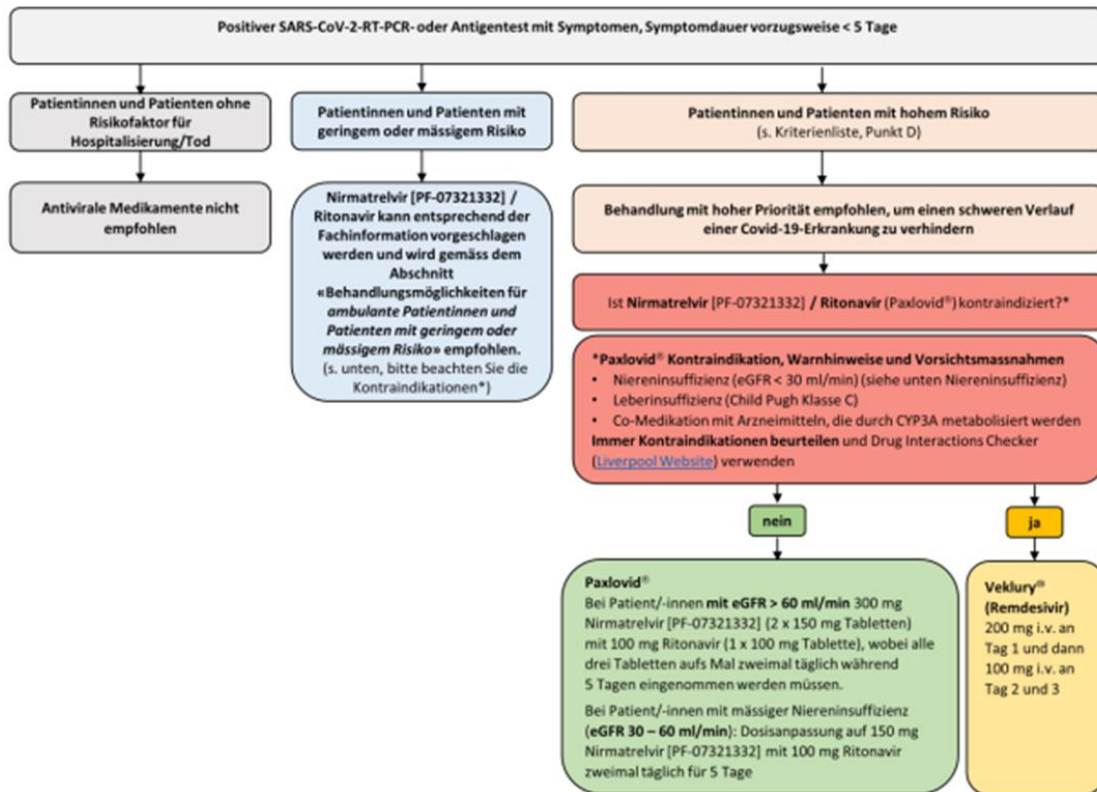 Positiver SARS-CoV-2-RT-PCR- oder Antigentest mit Symptomen, Symptomdauer vorzugsweise < 5 Tage
Patientinnen und Patienten ohne
Risikofaktor für
Hospitalisierung/Tod
Antivirale Medikamente nicht
empfohlen
Patientinnen und Patienten mit
geringem oder mässigem Risiko
Nirmatrelvir [PF-07321332] /
Ritonavir kann entsprechend der
Fachinformation vorgeschlagen
werden und wird gemäss dem
Abschnitt
«Behandlungsmöglichkeiten für
ambulante Patientinnen und
Patienten mit geringem oder
mässigem Risiko» empfohlen.
(s. unten, bitte beachten Sie die
Kontraindikationen*)
Patientinnen und Patienten mit hohem Risiko
(s. Kriterienliste, Punkt D)
Behandlung mit hoher Priorität empfohlen, um einen schweren Verlauf
einer Covid-19-Erkrankung zu verhindern
Ist Nirmatrelvir [PF-07321332] / Ritonavir (Paxlovid®) kontraindiziert?*
*Paxlovid® Kontraindikation, Warnhinweise und Vorsichtsmassnahmen
• Niereninsuffizienz (eGFR < 30 ml/min) (siehe unten Niereninsuffizienz)
• Leberinsuffizienz (Child Pugh Klasse C)
• Co-Medikation mit Arzneimitteln, die durch CYP3A metabolisiert werden
Immer Kontraindikationen beurteilen und Drug Interactions Checker
(Liverpool Website) verwenden
nein
ja
Paxlovid®
Bei Patient/-innen mit eGFR > 60 ml/min 300 mg
Nirmatrelvir [PF-07321332] (2 x 150 mg Tabletten)
mit 100 mg Ritonavir (1 x 100 mg Tablette), wobei alle
drei Tabletten aufs Mal zweimal täglich während
5 Tagen eingenommen werden müssen.
Bei Patient/-innen mit mässiger Niereninsuffizienz
(eGFR 30 – 60 ml/min): Dosisanpassung auf 150 mg
Nirmatrelvir [PF-07321332] mit 100 mg Ritonavir
zweimal täglich für 5 Tage
Veklury®
(Remdesivir)
200 mg i.v. an
Tag 1 und dann
100 mg i.v. an
Tag 2 und 3